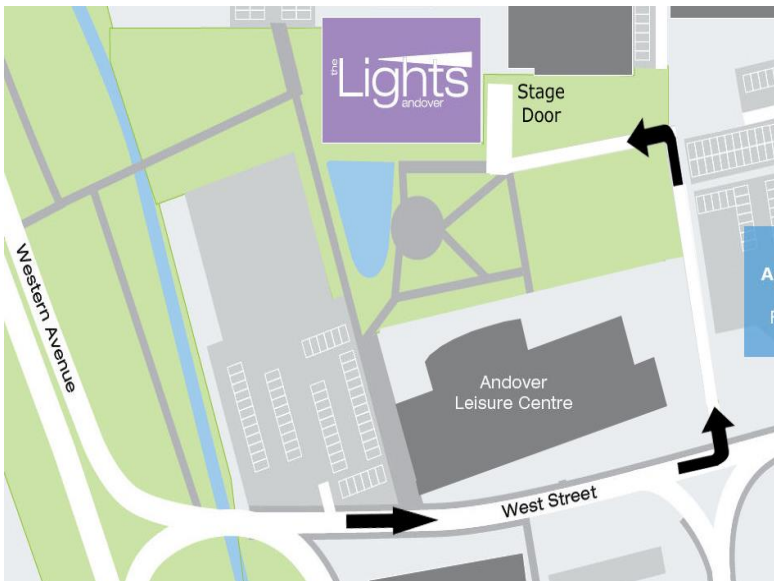 the
Lights
andover
Stage
Door
Western Avenue
A
Andover
Leisure Centre
West Street